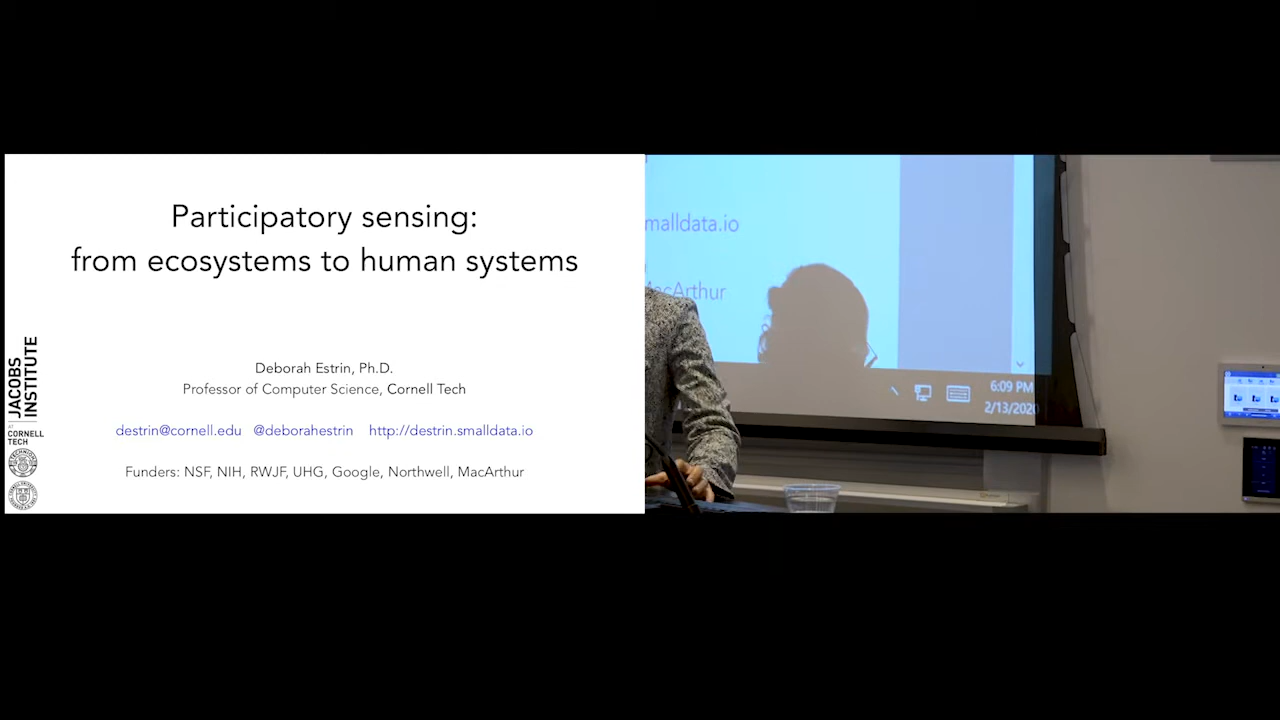 Participatory sensing:
from ecosystems to human systems
Deborah Estrin, Ph.D.
Professor of Computer Science, Cornell Tech
destrin@cornell.edu @deborahestrin http://destrin.smalldata.io
Funders: NSF, NIH, RWJF, UHG, Google, Northwell, MacArthur
JACOBS
INSTITUTE
AT
CORNELL
TECH
malldata.io
MacArthur
6:09 PM
2/13/2020